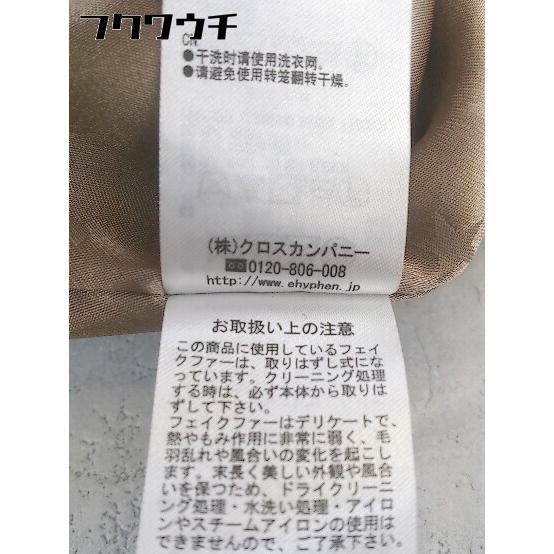 フクワウチ
CN
●干洗时请使用洗衣网。
●请避免使用转笼翻转干燥。
(株)クロスカンパニー
0120-806-008
http://www.ehyphen.jp
お取扱い上の注意
この商品に使用しているフェイ
クファーは、取りはずし式にな
っています。クリーニング処理
する時は、必ず本体から取りは
ずして下さい。
フェイクファーはデリケートで、
熱やもみ作用に非常に弱く、毛
羽乱れや風合いの変化を起こし
ます。末長く美しい外観や風合
いを保つため、ドライクリーニ
ング処理・水洗い処理・アイロ
ンやスチームアイロンの使用は
できませんので、ご了承下さい。